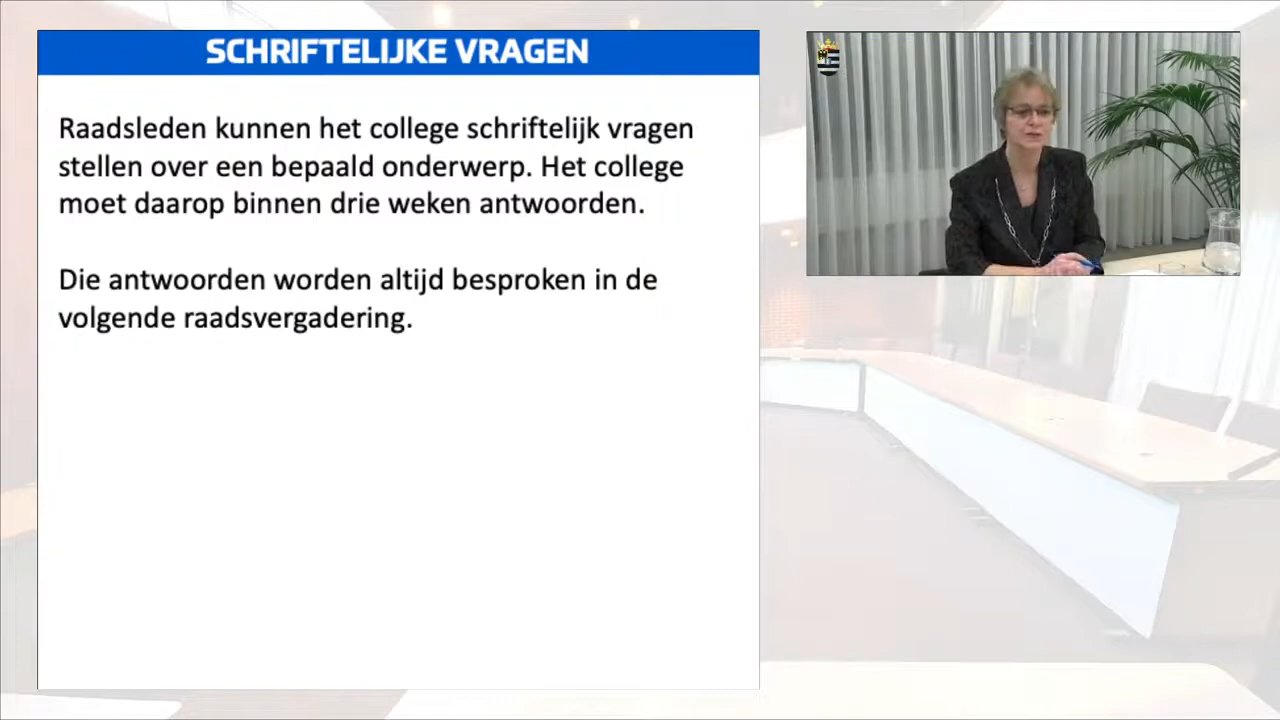 SCHRIFTELIJKE VRAGEN
Raadsleden kunnen het college schriftelijk vragen
stellen over een bepaald onderwerp. Het college
moet daarop binnen drie weken antwoorden.
Die antwoorden worden altijd besproken in de
volgende raadsvergadering.